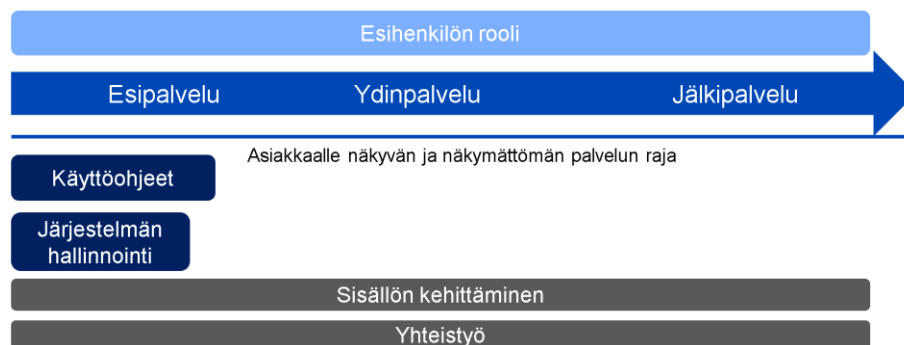 Esihenkilön rooli
Esipalvelu Ydinpalvelu Jälkipalvelu
Asiakkaalle näkyvän ja näkymättömän palvelun raja
Käyttöohjeet
Järjestelmän
hallinnointi
Sisällön kehittäminen
Yhteistyö